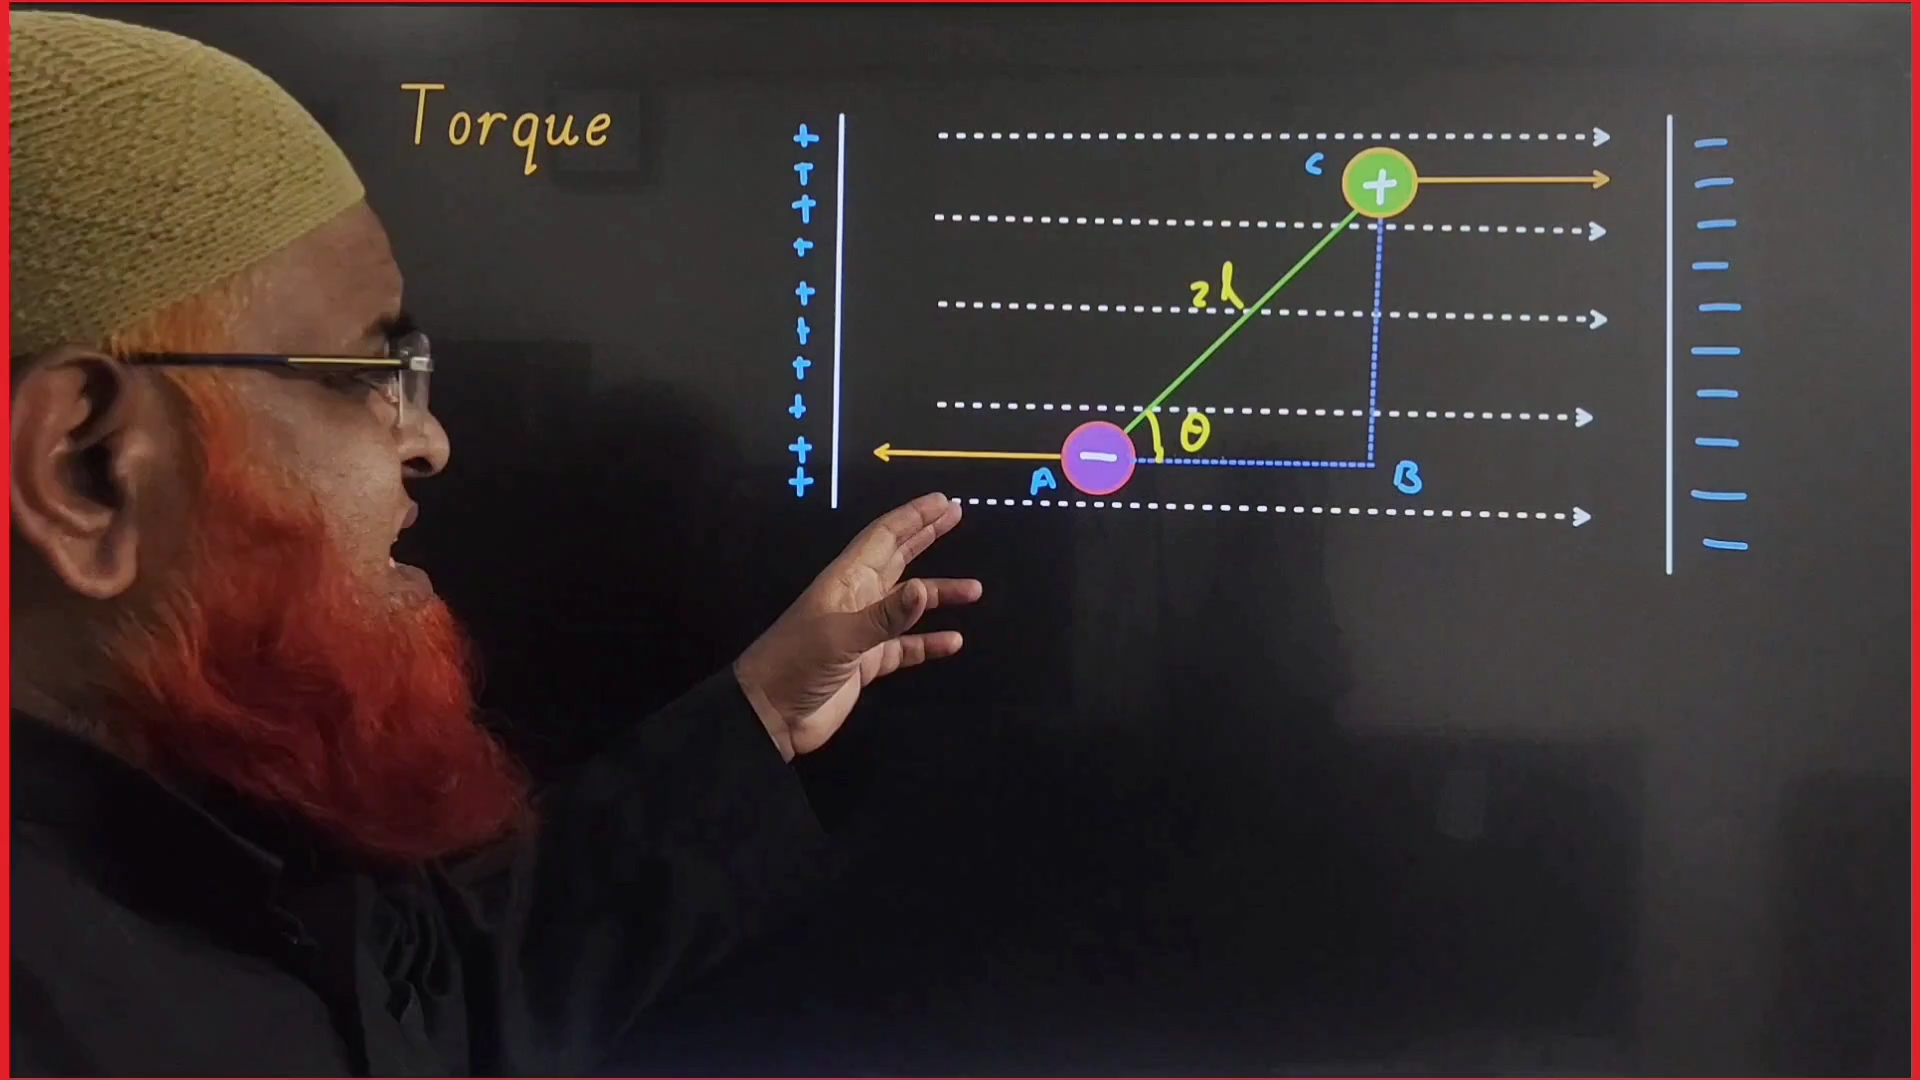 Torque
+ −
+ −
+ −
+ −
+ −
+ −
+ −
+ −
+ −
+ −
C
+
2l
θ
−
A
B